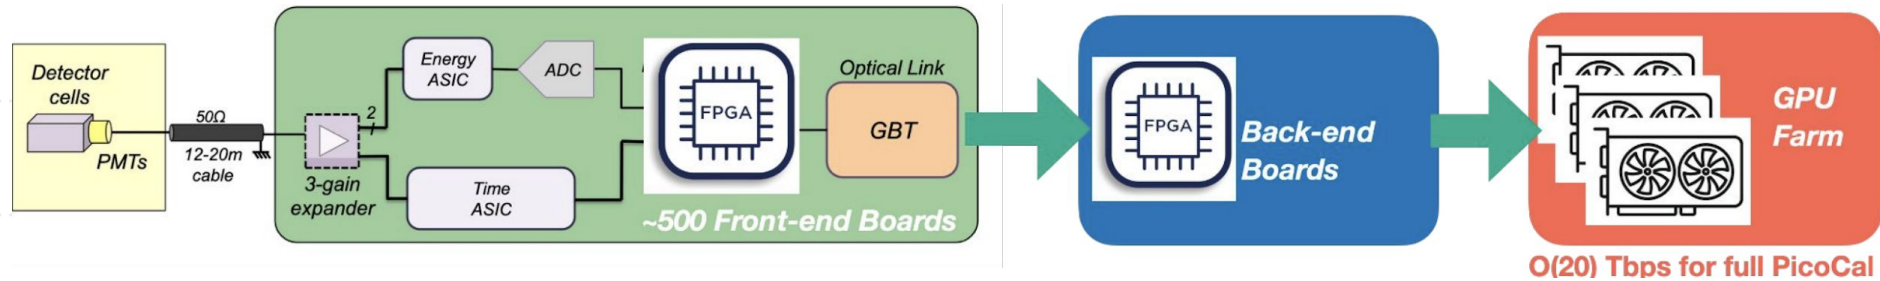 Detector
cells
PMTs
50Ω
12-20m
cable
3-gain
expander
2
Energy
ASIC
ADC
Time
ASIC
FPGA
Optical Link
GBT
~500 Front-end Boards
FPGA
Back-end
Boards
GPU
Farm
O(20) Tbps for full PicoCal